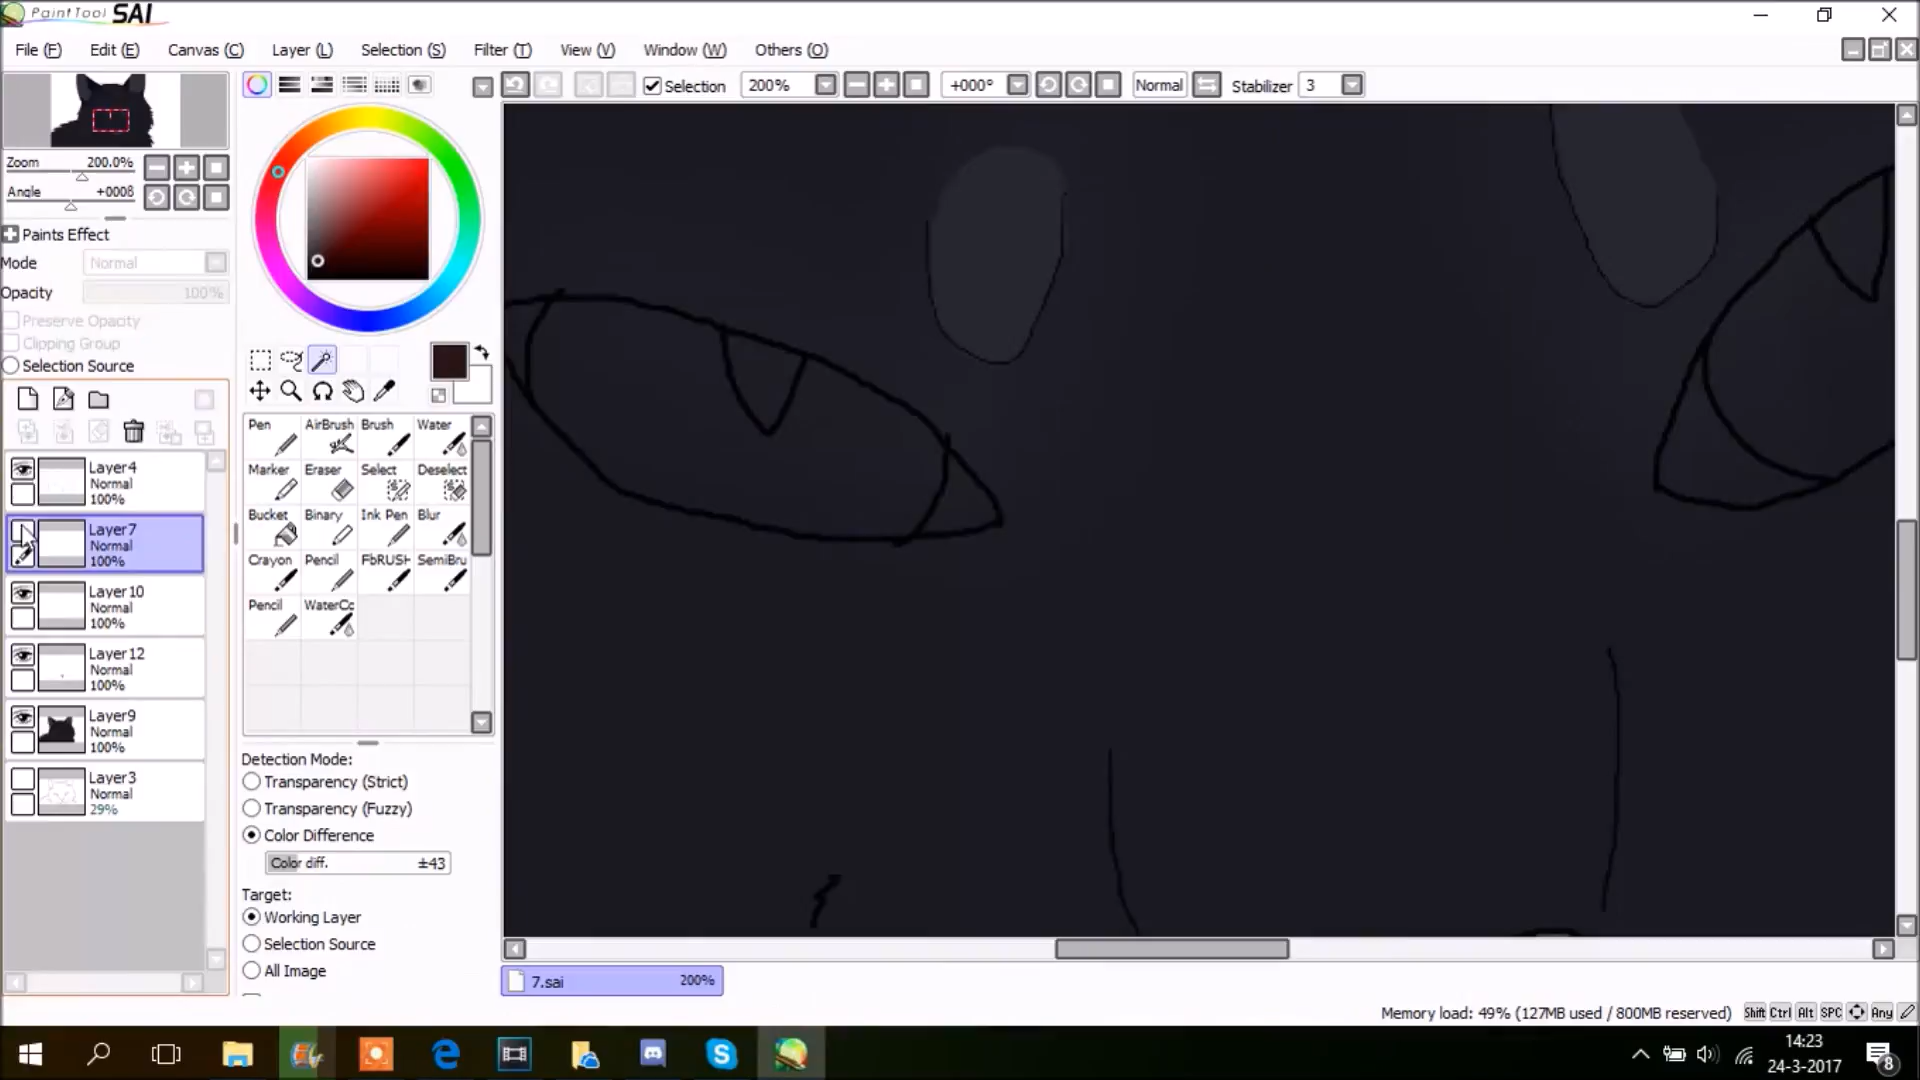 PaintTool SAI
File (F) Edit (E) Canvas (C) Layer (L) Selection (S) Filter (T) View (V) Window (W) Others (O)
Selection 200% +000° Normal Stabilizer 3
Zoom 200.0%
Angle +000§
Paints Effect
Mode Normal
Opacity 100%
Preserve Opacity
Clipping Group
Selection Source
Layer4
Normal
100%
Layer7
Normal
100%
Layer10
Normal
100%
Layer12
Normal
100%
Layer9
Normal
100%
Layer3
Normal
29%
Pen AirBrush Brush Water
Marker Eraser Select Deselect
Bucket Binary Ink Pen Blur
Crayon Pencil FbRUSH SemiBru
Pencil WaterCo
Detection Mode:
Transparency (Strict)
Transparency (Fuzzy)
Color Difference
Color diff. ±43
Target:
Working Layer
Selection Source
All Image
7.sai 200%
Memory load: 49% (127MB used / 800MB reserved) Shift Ctrl Alt SPC Any
14:23
24-3-2017
8